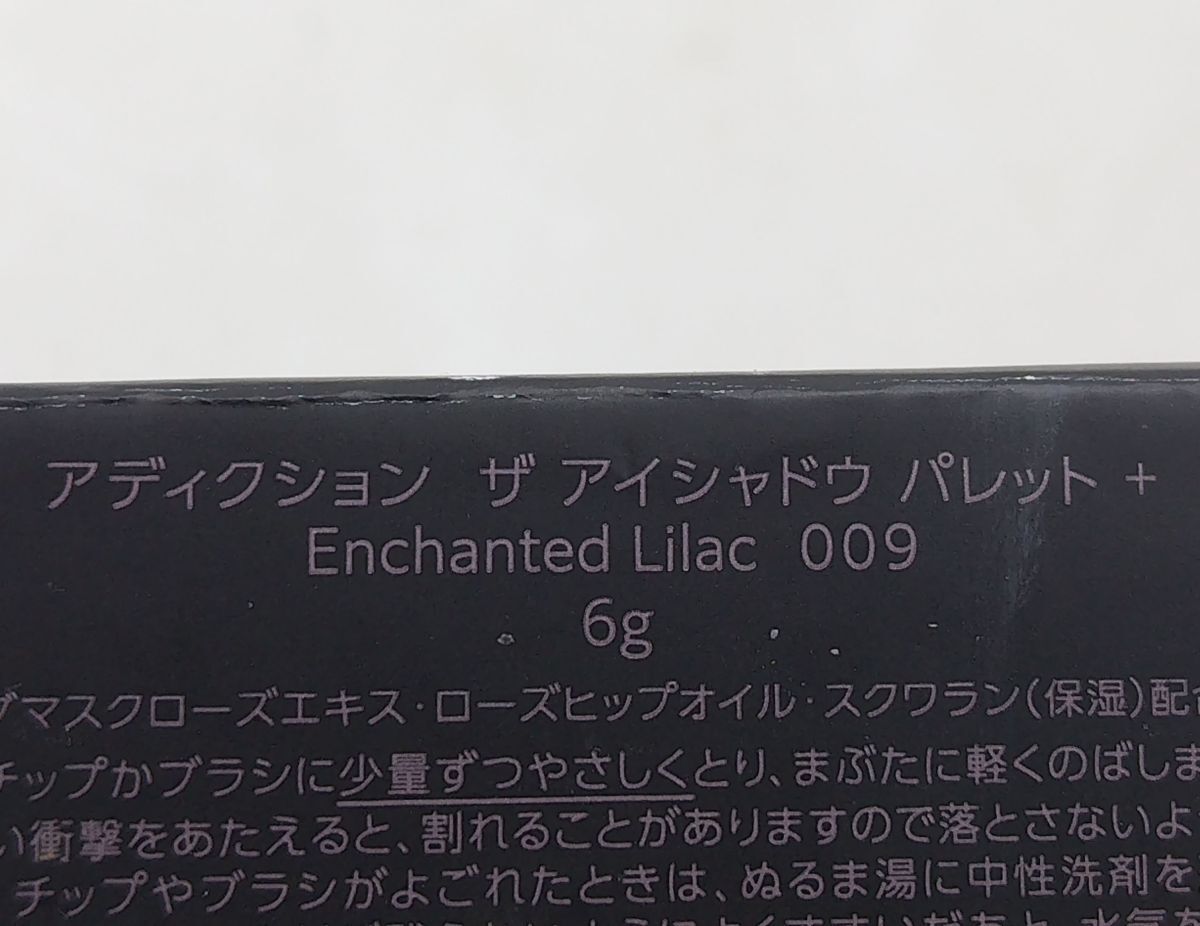 アディクション ザ アイシャドウ パレット +
Enchanted Lilac 009
6g
マスクローズエキス・ローズヒップオイル・スクワラン(保湿)配
チップかブラシに少量ずつやさしくとり、まぶたに軽くのばしま
い衝撃をあたえると、割れることがありますので落とさないよ
チップやブラシがよごれたときは、ぬるま湯に中性洗剤を